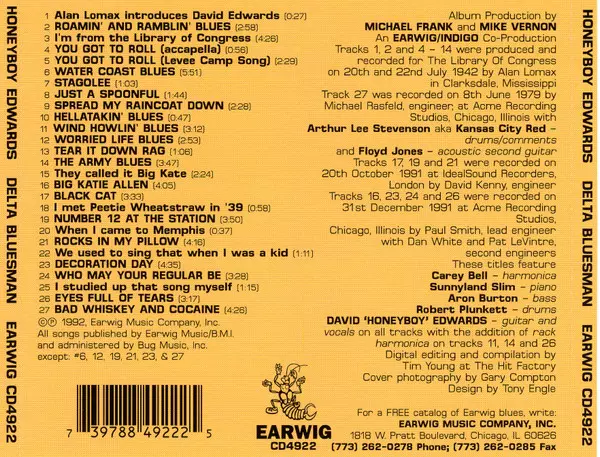 HONEYBOY EDWARDS DELTA BLUESMAN EARWIG CD4922
1 Alan Lomax introduces David Edwards (0:27)
2 ROAMIN' AND RAMBLIN' BLUES (2:58)
3 I'm from the Library of Congress (4:26)
4 YOU GOT TO ROLL (accapella) (0:56)
5 YOU GOT TO ROLL (Levee Camp Song) (2:29)
6 WATER COAST BLUES (5:51)
7 STAGOLEE (1:03)
8 JUST A SPOONFUL (1:44)
9 SPREAD MY RAINCOAT DOWN (2:28)
10 HELLATAKIN' BLUES (0:47)
11 WIND HOWLIN' BLUES (3:12)
12 WORRIED LIFE BLUES (2:53)
13 TEAR IT DOWN RAG (1:06)
14 THE ARMY BLUES (3:47)
15 They called it Big Kate (2:24)
16 BIG KATIE ALLEN (4:05)
17 BLACK CAT (3:33)
18 I met Peetie Wheatstraw in '39 (0:58)
19 NUMBER 12 AT THE STATION (3:50)
20 When I came to Memphis (0:37)
21 ROCKS IN MY PILLOW (4:16)
22 We used to sing that when I was a kid (1:11)
23 DECORATION DAY (4:35)
24 WHO MAY YOUR REGULAR BE (3:28)
25 I studied up that song myself (1:15)
26 EYES FULL OF TEARS (3:17)
27 BAD WHISKEY AND COCAINE (4:26)
©℗ 1992, Earwig Music Company, Inc.
All songs published by Earwig Music/B.M.I.
and administered by Bug Music, Inc.
except: #6, 12, 19, 21, 23, & 27
7 39788 49222 5
EARWIG
CD4922
Album Production by
MICHAEL FRANK and MIKE VERNON
An EARWIG/INDIGO Co-Production
Tracks 1, 2 and 4 - 14 were produced and
recorded for The Library Of Congress
on 20th and 22nd July 1942 by Alan Lomax
in Clarksdale, Mississippi
Track 27 was recorded on 8th June 1979 by
Michael Rasfeld, engineer; at Acme Recording
Studios, Chicago, Illinois with
Arthur Lee Stevenson aka Kansas City Red –
drums/comments
and Floyd Jones – acoustic second guitar
Tracks 17, 19 and 21 were recorded on
20th October 1991 at IdealSound Recorders,
London by David Kenny, engineer
Tracks 16, 23, 24 and 26 were recorded on
31st December 1991 at Acme Recording
Studios,
Chicago, Illinois by Paul Smith, lead engineer
with Dan White and Pat LeVintre,
second engineers
These titles feature
Carey Bell – harmonica
Sunnyland Slim – piano
Aron Burton – bass
Robert Plunkett – drums
DAVID 'HONEYBOY' EDWARDS – guitar and
vocals on all tracks with the addition of rack
harmonica on tracks 11, 14 and 26
Digital editing and compilation by
Tim Young at The Hit Factory
Cover photography by Gary Compton
Design by Tony Engle
For a FREE catalog of Earwig blues, write:
EARWIG MUSIC COMPANY, INC.
1818 W. Pratt Boulevard, Chicago, IL 60626
(773) 262-0278 Phone; (773) 262-0285 Fax
HONEYBOY EDWARDS DELTA BLUESMAN EARWIG CD4922